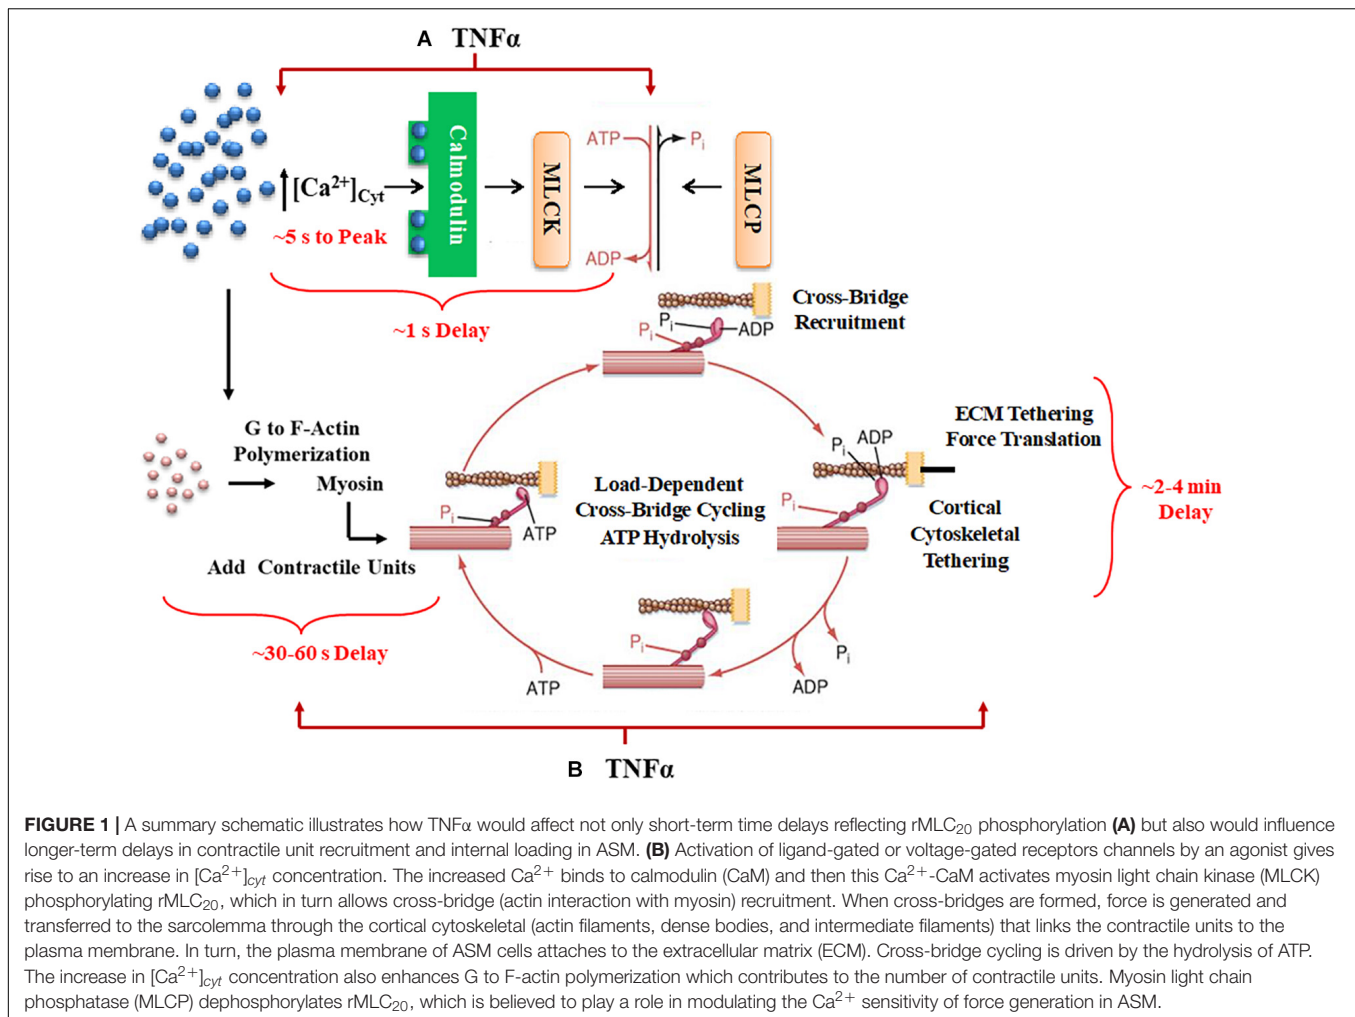 A TNFα
Calmodulin
MLCK
MLCP
ATP
Pi
ADP
[Ca2+]Cyt
~5 s to Peak
~1 s Delay
Cross-Bridge
Recruitment
Pi
Pi
ADP
G to F-Actin
Polymerization
Myosin
Add Contractile Units
~30-60 s Delay
Pi
ATP
Load-Dependent
Cross-Bridge Cycling
ATP Hydrolysis
Pi
ADP
Pi
ECM Tethering
Force Translation
Cortical
Cytoskeletal
Tethering
~2-4 min
Delay
Pi
ATP
ADP
Pi
B TNFα
FIGURE 1 | A summary schematic illustrates how TNFα would affect not only short-term time delays reflecting rMLC20 phosphorylation (A) but also would influence
longer-term delays in contractile unit recruitment and internal loading in ASM. (B) Activation of ligand-gated or voltage-gated receptors channels by an agonist gives
rise to an increase in [Ca2+]cyt concentration. The increased Ca2+ binds to calmodulin (CaM) and then this Ca2+-CaM activates myosin light chain kinase (MLCK)
phosphorylating rMLC20, which in turn allows cross-bridge (actin interaction with myosin) recruitment. When cross-bridges are formed, force is generated and
transferred to the sarcolemma through the cortical cytoskeletal (actin filaments, dense bodies, and intermediate filaments) that links the contractile units to the
plasma membrane. In turn, the plasma membrane of ASM cells attaches to the extracellular matrix (ECM). Cross-bridge cycling is driven by the hydrolysis of ATP.
The increase in [Ca2+]cyt concentration also enhances G to F-actin polymerization which contributes to the number of contractile units. Myosin light chain
phosphatase (MLCP) dephosphorylates rMLC20, which is believed to play a role in modulating the Ca2+ sensitivity of force generation in ASM.